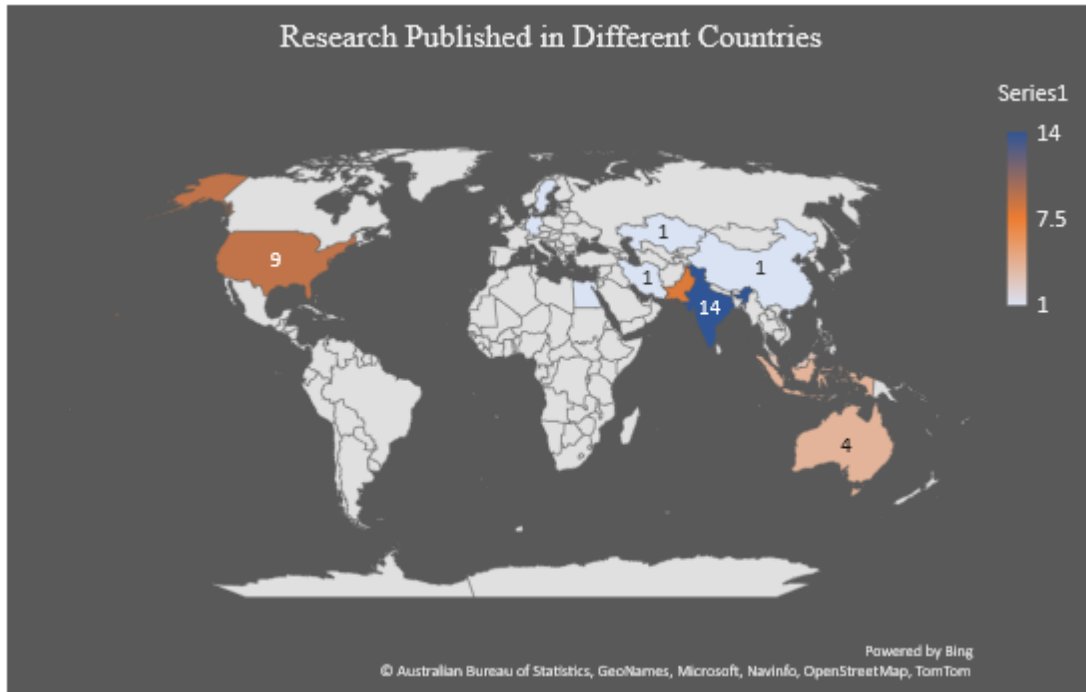 Research Published in Different Countries
Series1
14
7.5
1
9
1
1
1
14
4
Powered by Bing
© Australian Bureau of Statistics, GeoNames, Microsoft, Navinfo, OpenStreetMap, TomTom